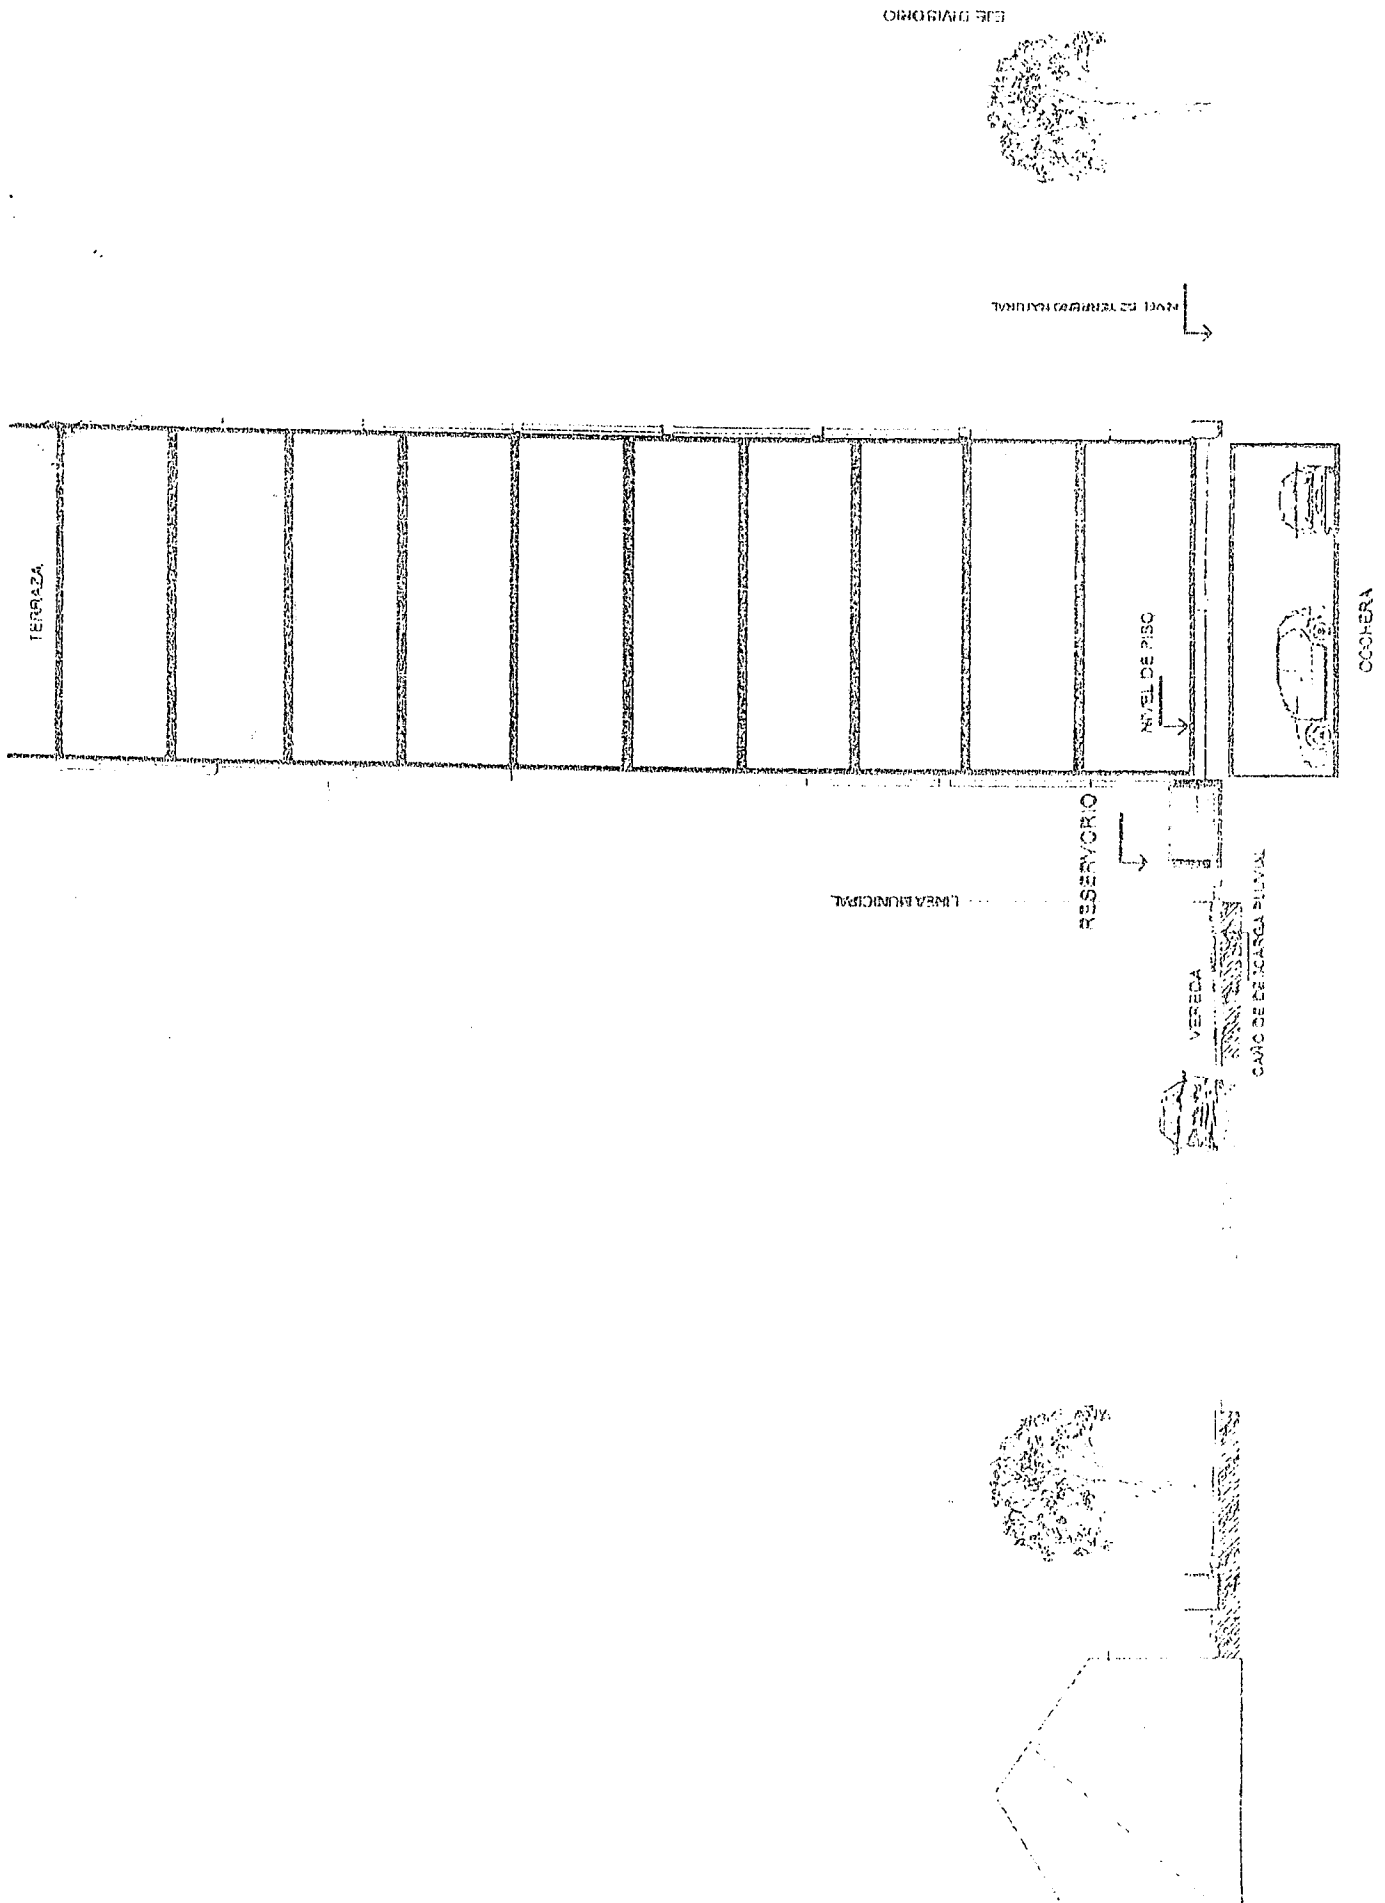 EJE DIVISORIO
NIVEL DE TERRENO NATURAL
TERRAZA
NIVEL DE PISO
COCHERA
RESERVORIO
LINEA MUNICIPAL
VEREDA
CAÑO DE DESCARGA PLUVIAL